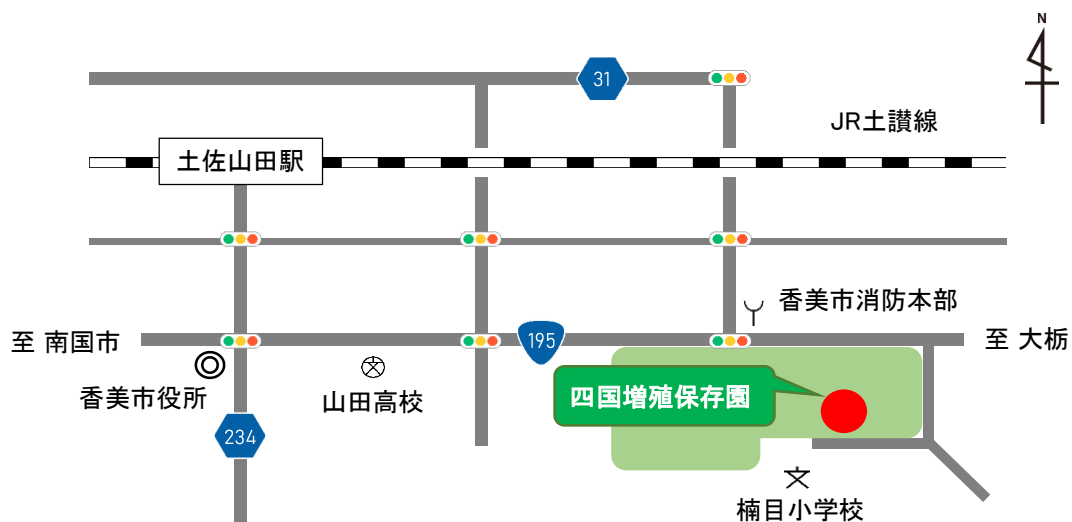 N
31
JR土讃線
土佐山田駅
香美市消防本部
至 南国市
195
至 大栃
香美市役所
山田高校
四国増殖保存園
234
楠目小学校